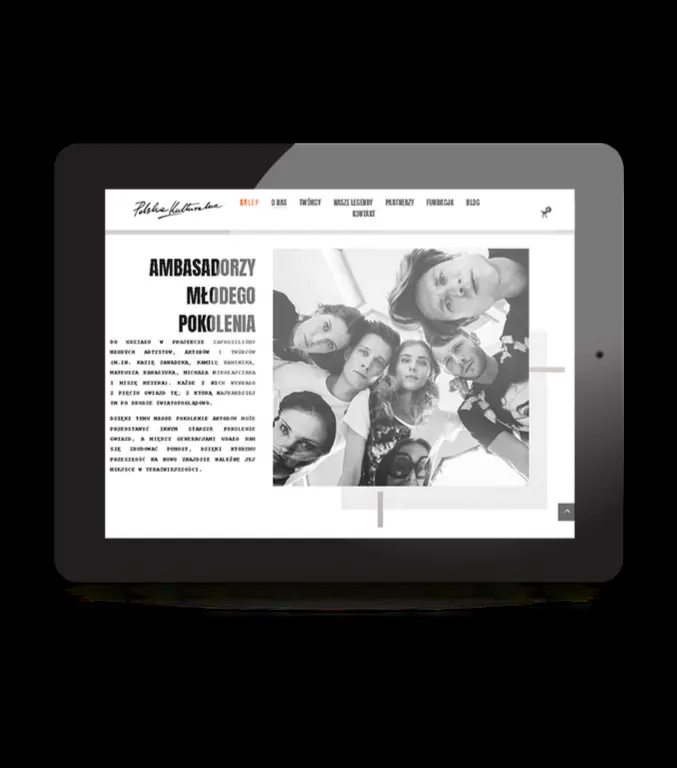 Polska Kulturalna
SKLEP O NAS TWÓRCY NASZE LEGENDY PARTNERZY FUNDACJA BLOG
KONTAKT
AMBASADORZY
MŁODEGO
POKOLENIA
DO UDZIAŁU W PROJEKCIE ZAPROSILIŚMY
MŁODYCH ARTYSTÓW, AKTORÓW I TWÓRCÓW
(M.IN. KASIĘ ZAWADZKĄ, KAMILĘ KAMIŃSKĄ,
MATEUSZA BANASIUKA, MICHAŁA MIKOŁAJCZAKA
I MISIĘ). KAŻDE Z NICH WYBRAŁO
Z PIĘCIU GWIAZD TĘ, Z KTÓRĄ NAJBARDZIEJ
IM PO DRODZE ŚWIATOPOGLĄDOWO.
DZIĘKI TEMU MŁODE POKOLENIE AKTORÓW MOŻE
PRZEDSTAWIĆ INNYM STARSZE POKOLENIE
GWIAZD, A MIĘDZY GENERACJAMI UDAŁO NAM
SIĘ ZBUDOWAĆ POMOST, DZIĘKI KTÓREMU
PRZESZŁOŚĆ NA NOWO ZNAJDZIE NALEŻNE JEJ
MIEJSCE W TERAŹNIEJSZOŚCI.